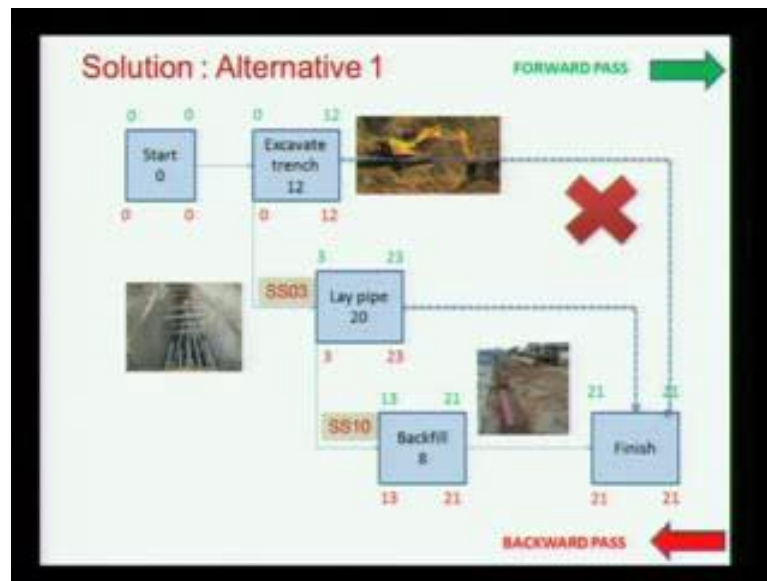 Solution : Alternative 1
FORWARD PASS
0 0 0 12
Start
0
Excavate
trench
12
0 0 0 12
3 23
SS03
Lay pipe
20
3 23
13 21 21 21
SS10
Backfill
8
Finish
13 21 21 21
BACKWARD PASS